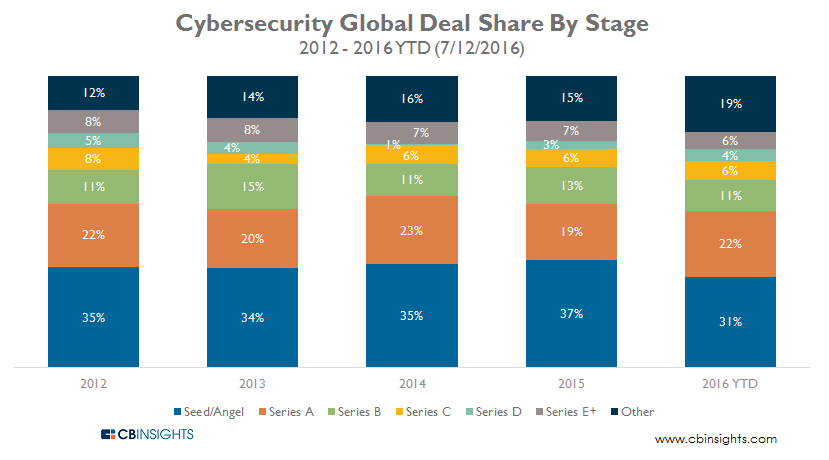 Cybersecurity Global Deal Share By Stage
2012 - 2016 YTD (7/12/2016)
12% 14% 16% 15% 19%
8% 8% 7% 7% 6%
5% 4% 1% 3% 4%
8% 4% 6% 6% 6%
11% 15% 11% 13% 11%
22% 20% 23% 19% 22%
35% 34% 35% 37% 31%
2012 2013 2014 2015 2016 YTD
Seed/Angel Series A Series B Series C Series D Series E+ Other
CBINSIGHTS
www.cbinsights.com